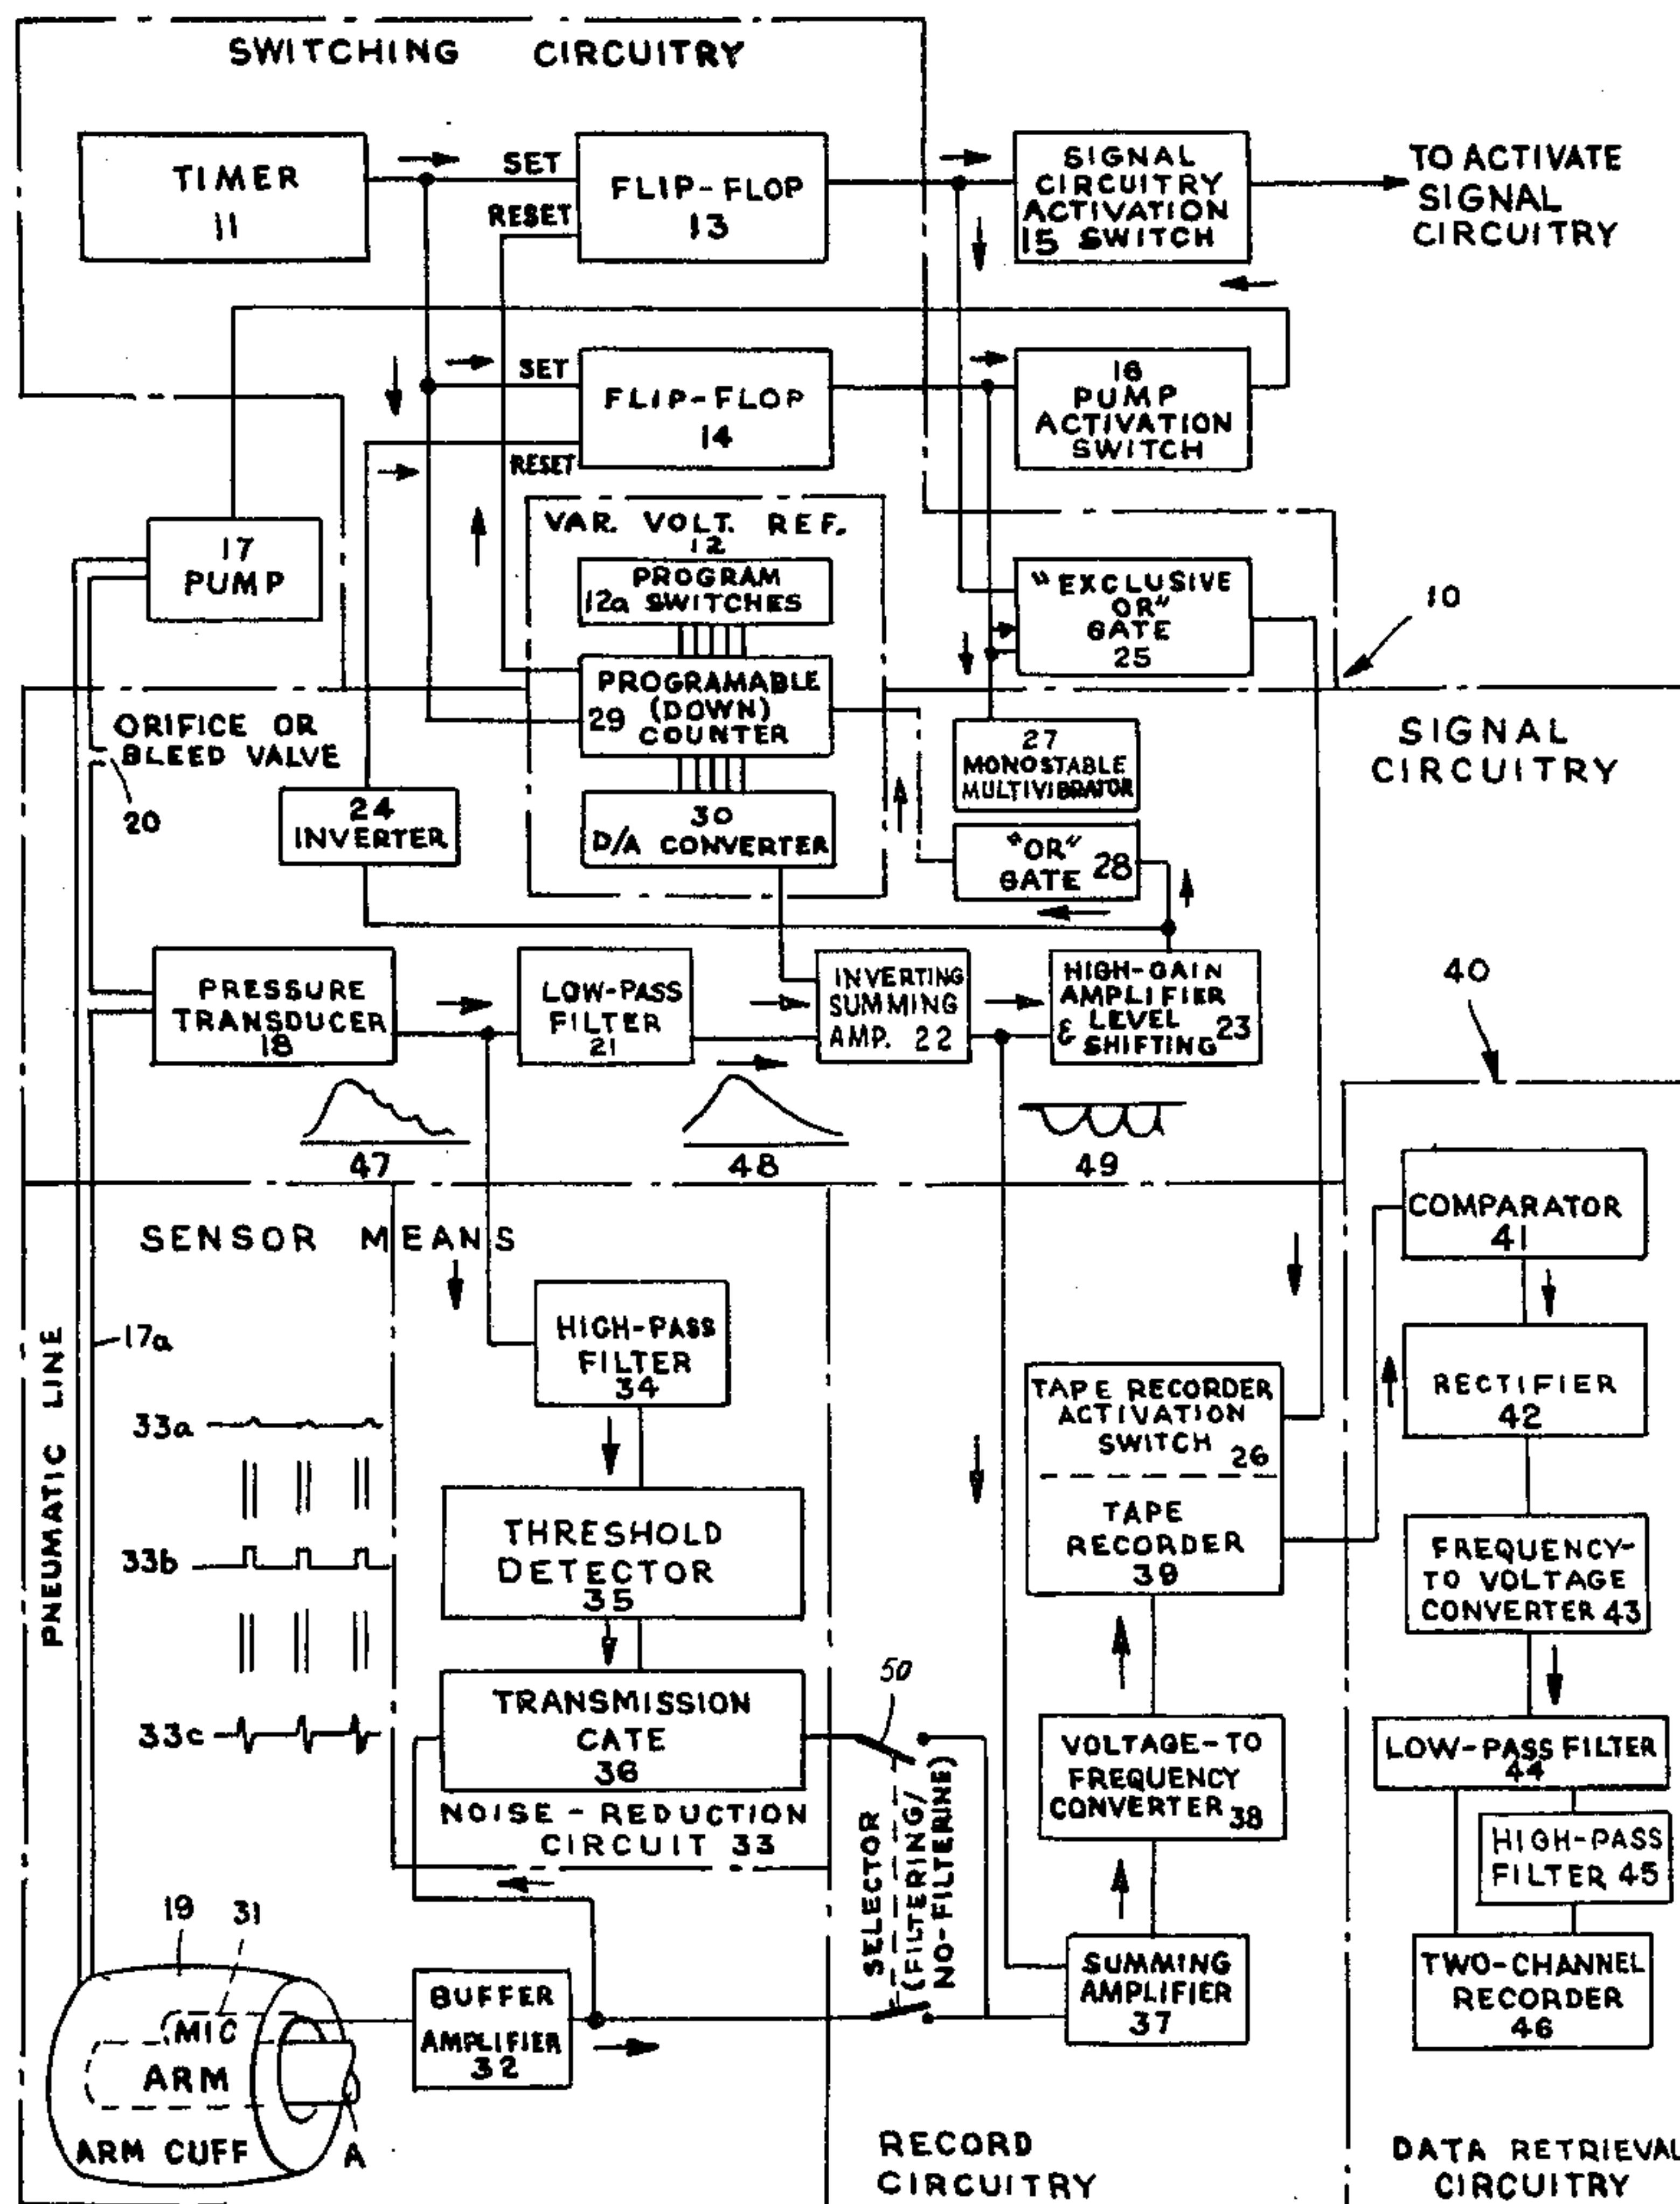 SWITCHING CIRCUITRY
TIMER
11
SET
RESET
FLIP-FLOP
13
SIGNAL
CIRCUITRY
ACTIVATION
15 SWITCH
TO ACTIVATE
SIGNAL
CIRCUITRY
SET
RESET
FLIP-FLOP
14
16
PUMP
ACTIVATION
SWITCH
17
PUMP
VAR. VOLT. REF.
12
PROGRAM
12a SWITCHES
PROGRAMABLE
29 (DOWN)
COUNTER
30
D/A CONVERTER
"EXCLUSIVE
OR"
GATE
25
10
27
MONOSTABLE
MULTIVIBRATOR
"OR"
GATE 28
SIGNAL
CIRCUITRY
ORIFICE OR
BLEED VALVE
20
24
INVERTER
PRESSURE
TRANSDUCER
18
LOW-PASS
FILTER
21
INVERTING
SUMMING
AMP. 22
HIGH-GAIN
AMPLIFIER
& LEVEL 23
SHIFTING
40
47
48
49
SENSOR MEANS
PNEUMATIC LINE
17a
33a
33b
33c
HIGH-PASS
FILTER
34
THRESHOLD
DETECTOR
35
TRANSMISSION
CATE
36
NOISE-REDUCTION
CIRCUIT 33
50
SELECTOR
(FILTERING/
NO-FILTERINE)
TAPE RECORDER
ACTIVATION
SWITCH 26
TAPE
RECORDER
39
VOLTAGE-TO
FREQUENCY
CONVERTER 38
SUMMING
AMPLIFIER
37
COMPARATOR
41
RECTIFIER
42
FREQUENCY-
TO VOLTAGE
CONVERTER 43
LOW-PASS FILTER
44
HIGH-PASS
FILTER 45
TWO-CHANNEL
RECORDER
46
19
31
MIC
ARM
ARM CUFF
A
BUFFER
AMPLIFIER
32
RECORD
CIRCUITRY
DATA RETRIEVAL
CIRCUITRY